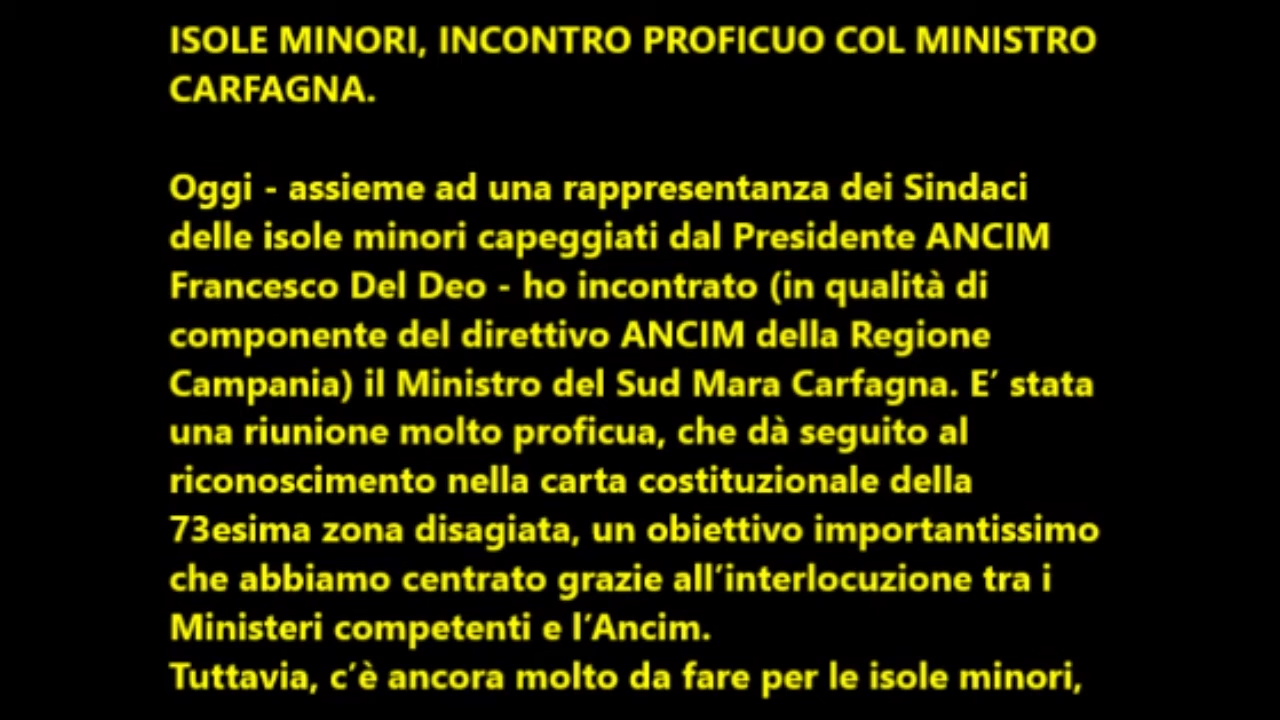 ISOLE MINORI, INCONTRO PROFICUO COL MINISTRO
CARFAGNA.
Oggi - assieme ad una rappresentanza dei Sindaci
delle isole minori capeggiati dal Presidente ANCIM
Francesco Del Deo - ho incontrato (in qualità di
componente del direttivo ANCIM della Regione
Campania) il Ministro del Sud Mara Carfagna. E’ stata
una riunione molto proficua, che dà seguito al
riconoscimento nella carta costituzionale della
73esima zona disagiata, un obiettivo importantissimo
che abbiamo centrato grazie all’interlocuzione tra i
Ministeri competenti e l’Ancim.
Tuttavia, c’è ancora molto da fare per le isole minori,